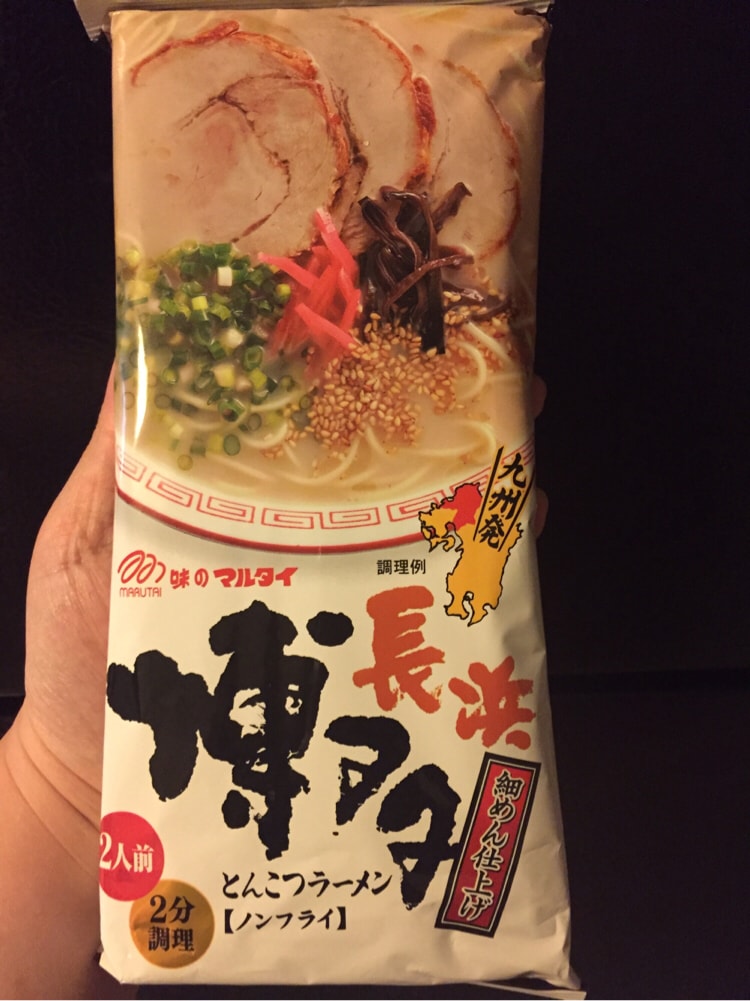 九州発
MARUTAI 味のマルタイ
調理例
長浜
博多
細めん仕上げ
とんこつラーメン
【ノンフライ】
2人前
2分
調理